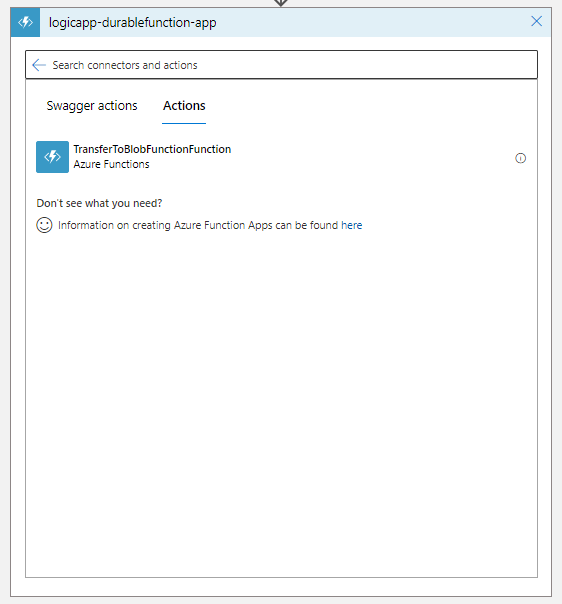 logicapp-durablefunction-app
Search connectors and actions
Swagger actions Actions
TransferToBlobFunctionFunction
Azure Functions
Don't see what you need?
Information on creating Azure Function Apps can be found here